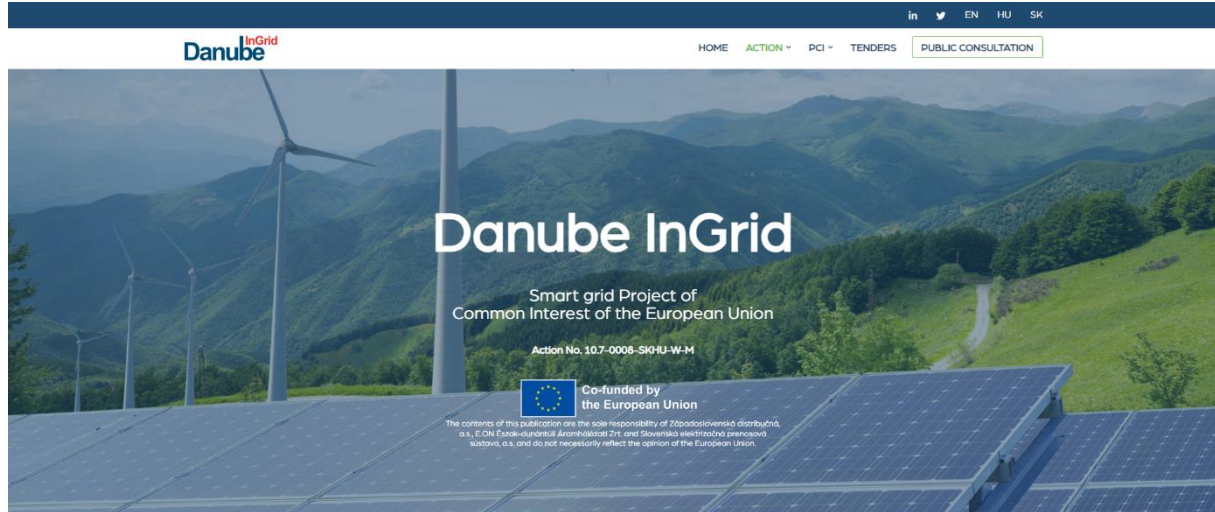 EN HU SK
Danube InGrid
HOME ACTION PCI TENDERS PUBLIC CONSULTATION
Danube InGrid
Smart grid Project of
Common Interest of the European Union
Action No. 10.7-0008-SKHU-W-M
Co-funded by
the European Union
The contents of this publication are the sole responsibility of Západoslovenská distribučná,
a.s., E.ON Észak-dunántúli Áramhálózati Zrt. and Slovenská elektrizačná prenosová
sústava, a.s. and do not necessarily reflect the opinion of the European Union.